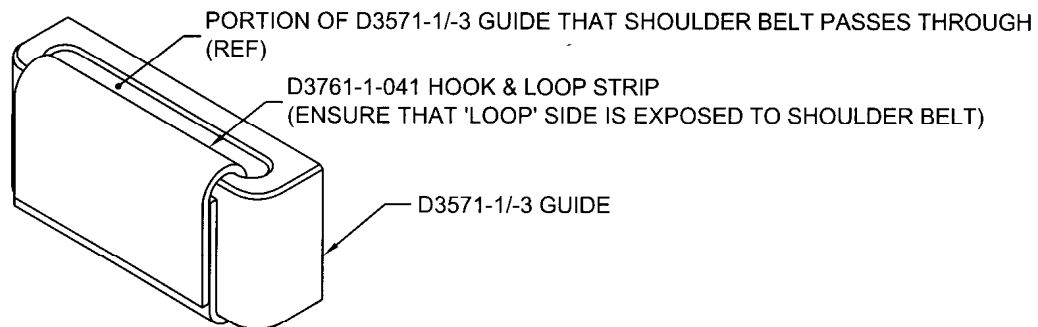 PORTION OF D3571-1/-3 GUIDE THAT SHOULDER BELT PASSES THROUGH
(REF)
D3761-1-041 HOOK & LOOP STRIP
(ENSURE THAT 'LOOP' SIDE IS EXPOSED TO SHOULDER BELT)
D3571-1/-3 GUIDE